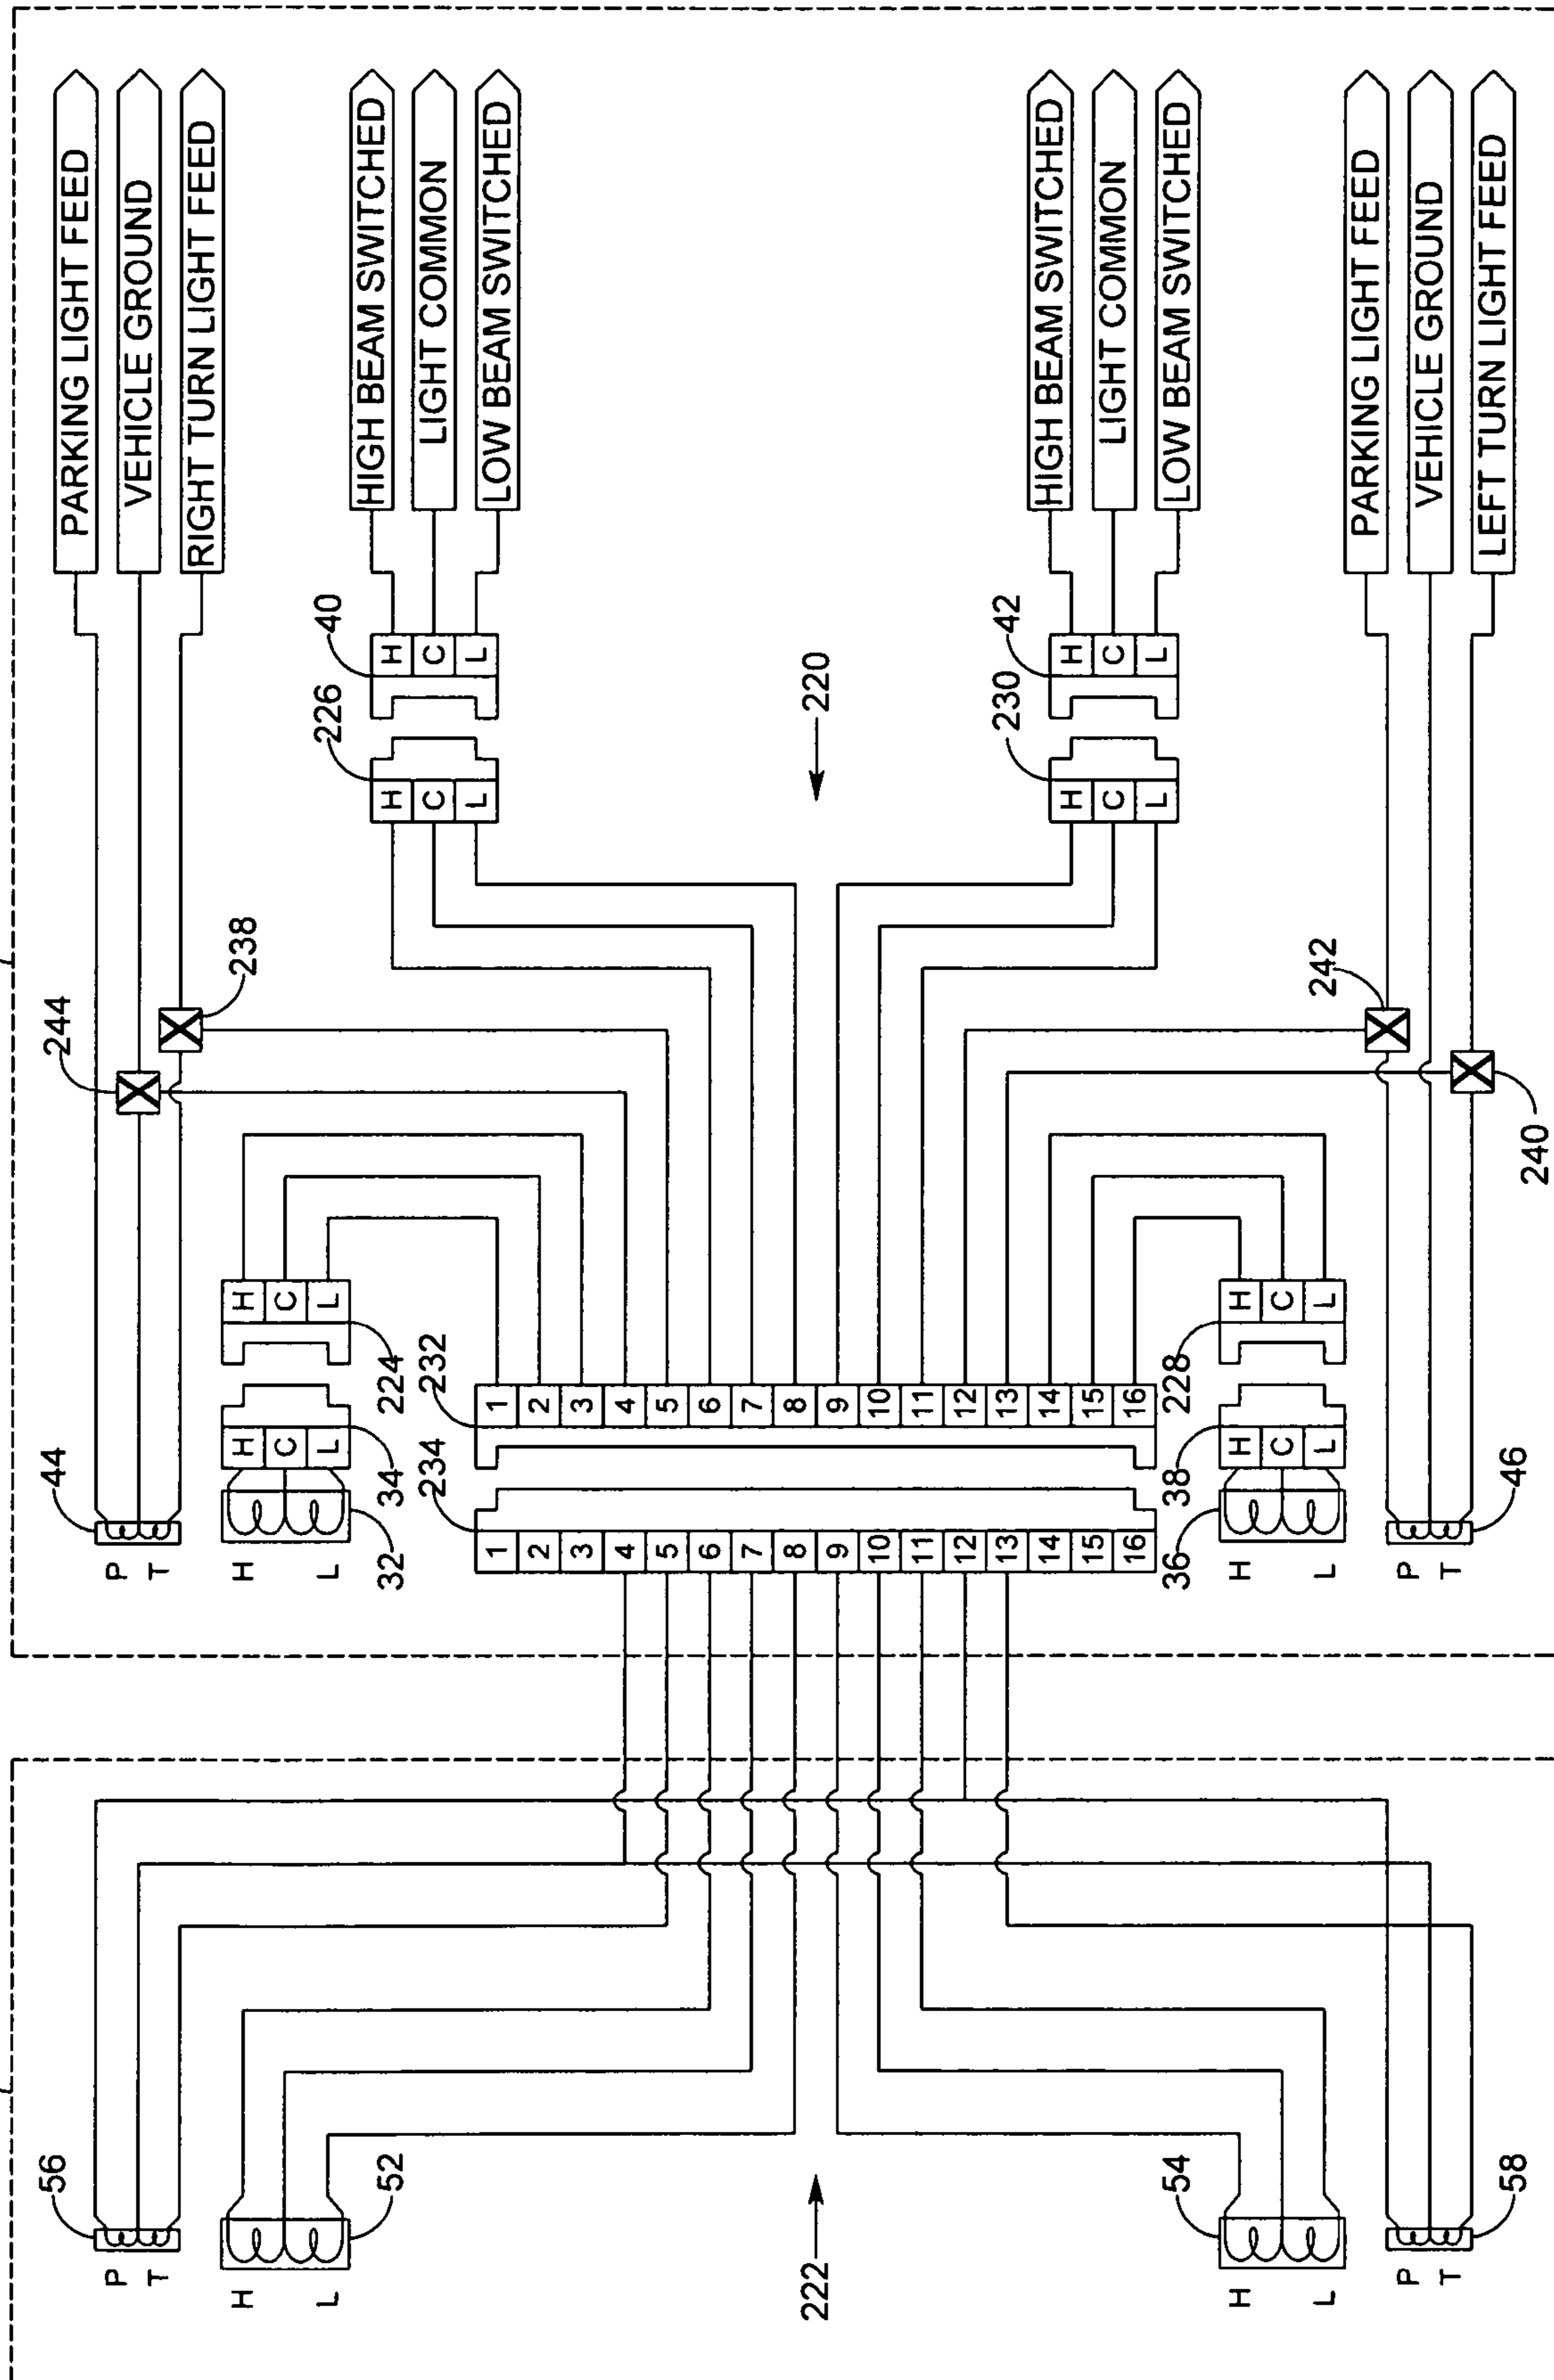 PARKING LIGHT FEED
VEHICLE GROUND
RIGHT TURN LIGHT FEED
HIGH BEAM SWITCHED
LIGHT COMMON
LOW BEAM SWITCHED
HIGH BEAM SWITCHED
LIGHT COMMON
LOW BEAM SWITCHED
PARKING LIGHT FEED
VEHICLE GROUND
LEFT TURN LIGHT FEED
40
H
C
L
226
H
C
L
42
H
C
L
230
H
C
L
220
244
238
242
240
H
C
L
224
H
C
L
34
32
H
L
44
P
T
232
1
2
3
4
5
6
7
8
9
10
11
12
13
14
15
16
234
1
2
3
4
5
6
7
8
9
10
11
12
13
14
15
16
H
C
L
228
H
C
L
38
36
H
L
46
P
T
56
P
T
52
H
L
222
54
H
L
58
P
T